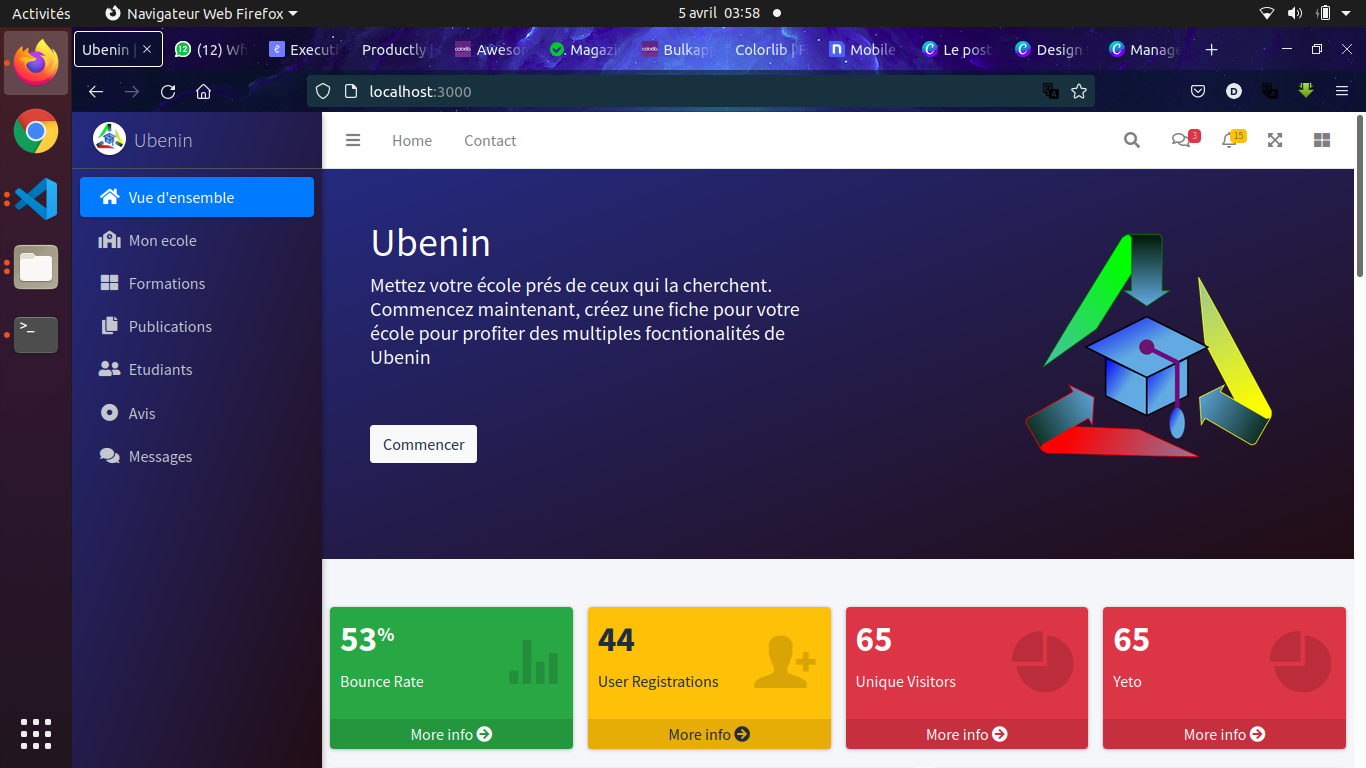 Activités
Navigateur Web Firefox
5 avril 03:58
Ubenin |
(12) Wh
Executi
Productly |
Aweso
Magazi
Bulkap
Colorlib | F
Mobile
Le post
Design
Manage
localhost:3000
Ubenin
Home
Contact
3
15
Vue d'ensemble
Mon ecole
Formations
Publications
Etudiants
Avis
Messages
Ubenin
Mettez votre école prés de ceux qui la cherchent.
Commencez maintenant, créez une fiche pour votre
école pour profiter des multiples focntionalités de
Ubenin
Commencer
53%
Bounce Rate
More info
44
User Registrations
More info
65
Unique Visitors
More info
65
Yeto
More info